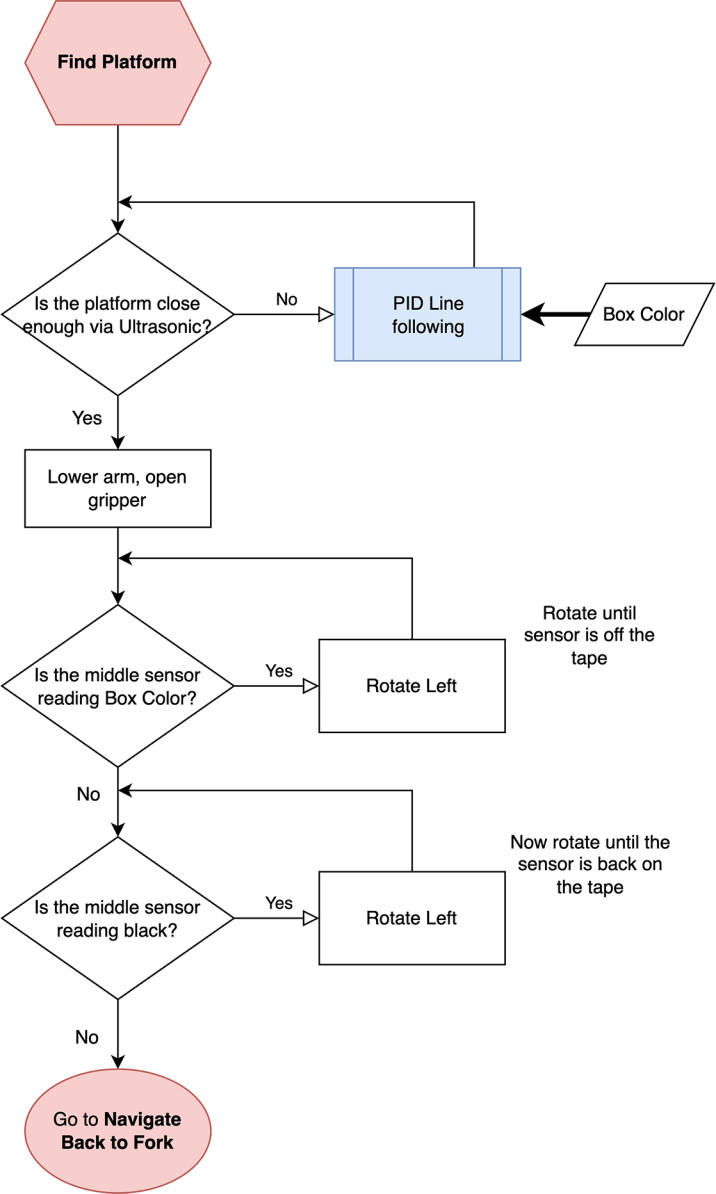 Find Platform
Is the platform close
enough via Ultrasonic?
No
PID Line
following
Box Color
Yes
Lower arm, open
gripper
Is the middle sensor
reading Box Color?
Yes
Rotate Left
Rotate until
sensor is off the
tape
No
Is the middle sensor
reading black?
Yes
Rotate Left
Now rotate until the
sensor is back on
the tape
No
Go to Navigate
Back to Fork